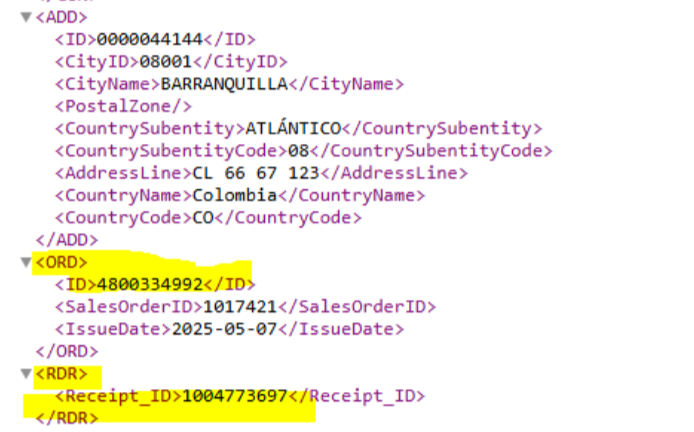 <ADD>
<ID>0000044144</ID>
<CityID>08001</CityID>
<CityName>BARRANQUILLA</CityName>
<PostalZone/>
<CountrySubentity>ATLÁNTICO</CountrySubentity>
<CountrySubentityCode>08</CountrySubentityCode>
<AddressLine>CL 66 67 123</AddressLine>
<CountryName>Colombia</CountryName>
<CountryCode>CO</CountryCode>
</ADD>
<ORD>
<ID>4800334992</ID>
<SalesOrderID>1017421</SalesOrderID>
<IssueDate>2025-05-07</IssueDate>
</ORD>
<RDR>
<Receipt_ID>1004773697</Receipt_ID>
</RDR>